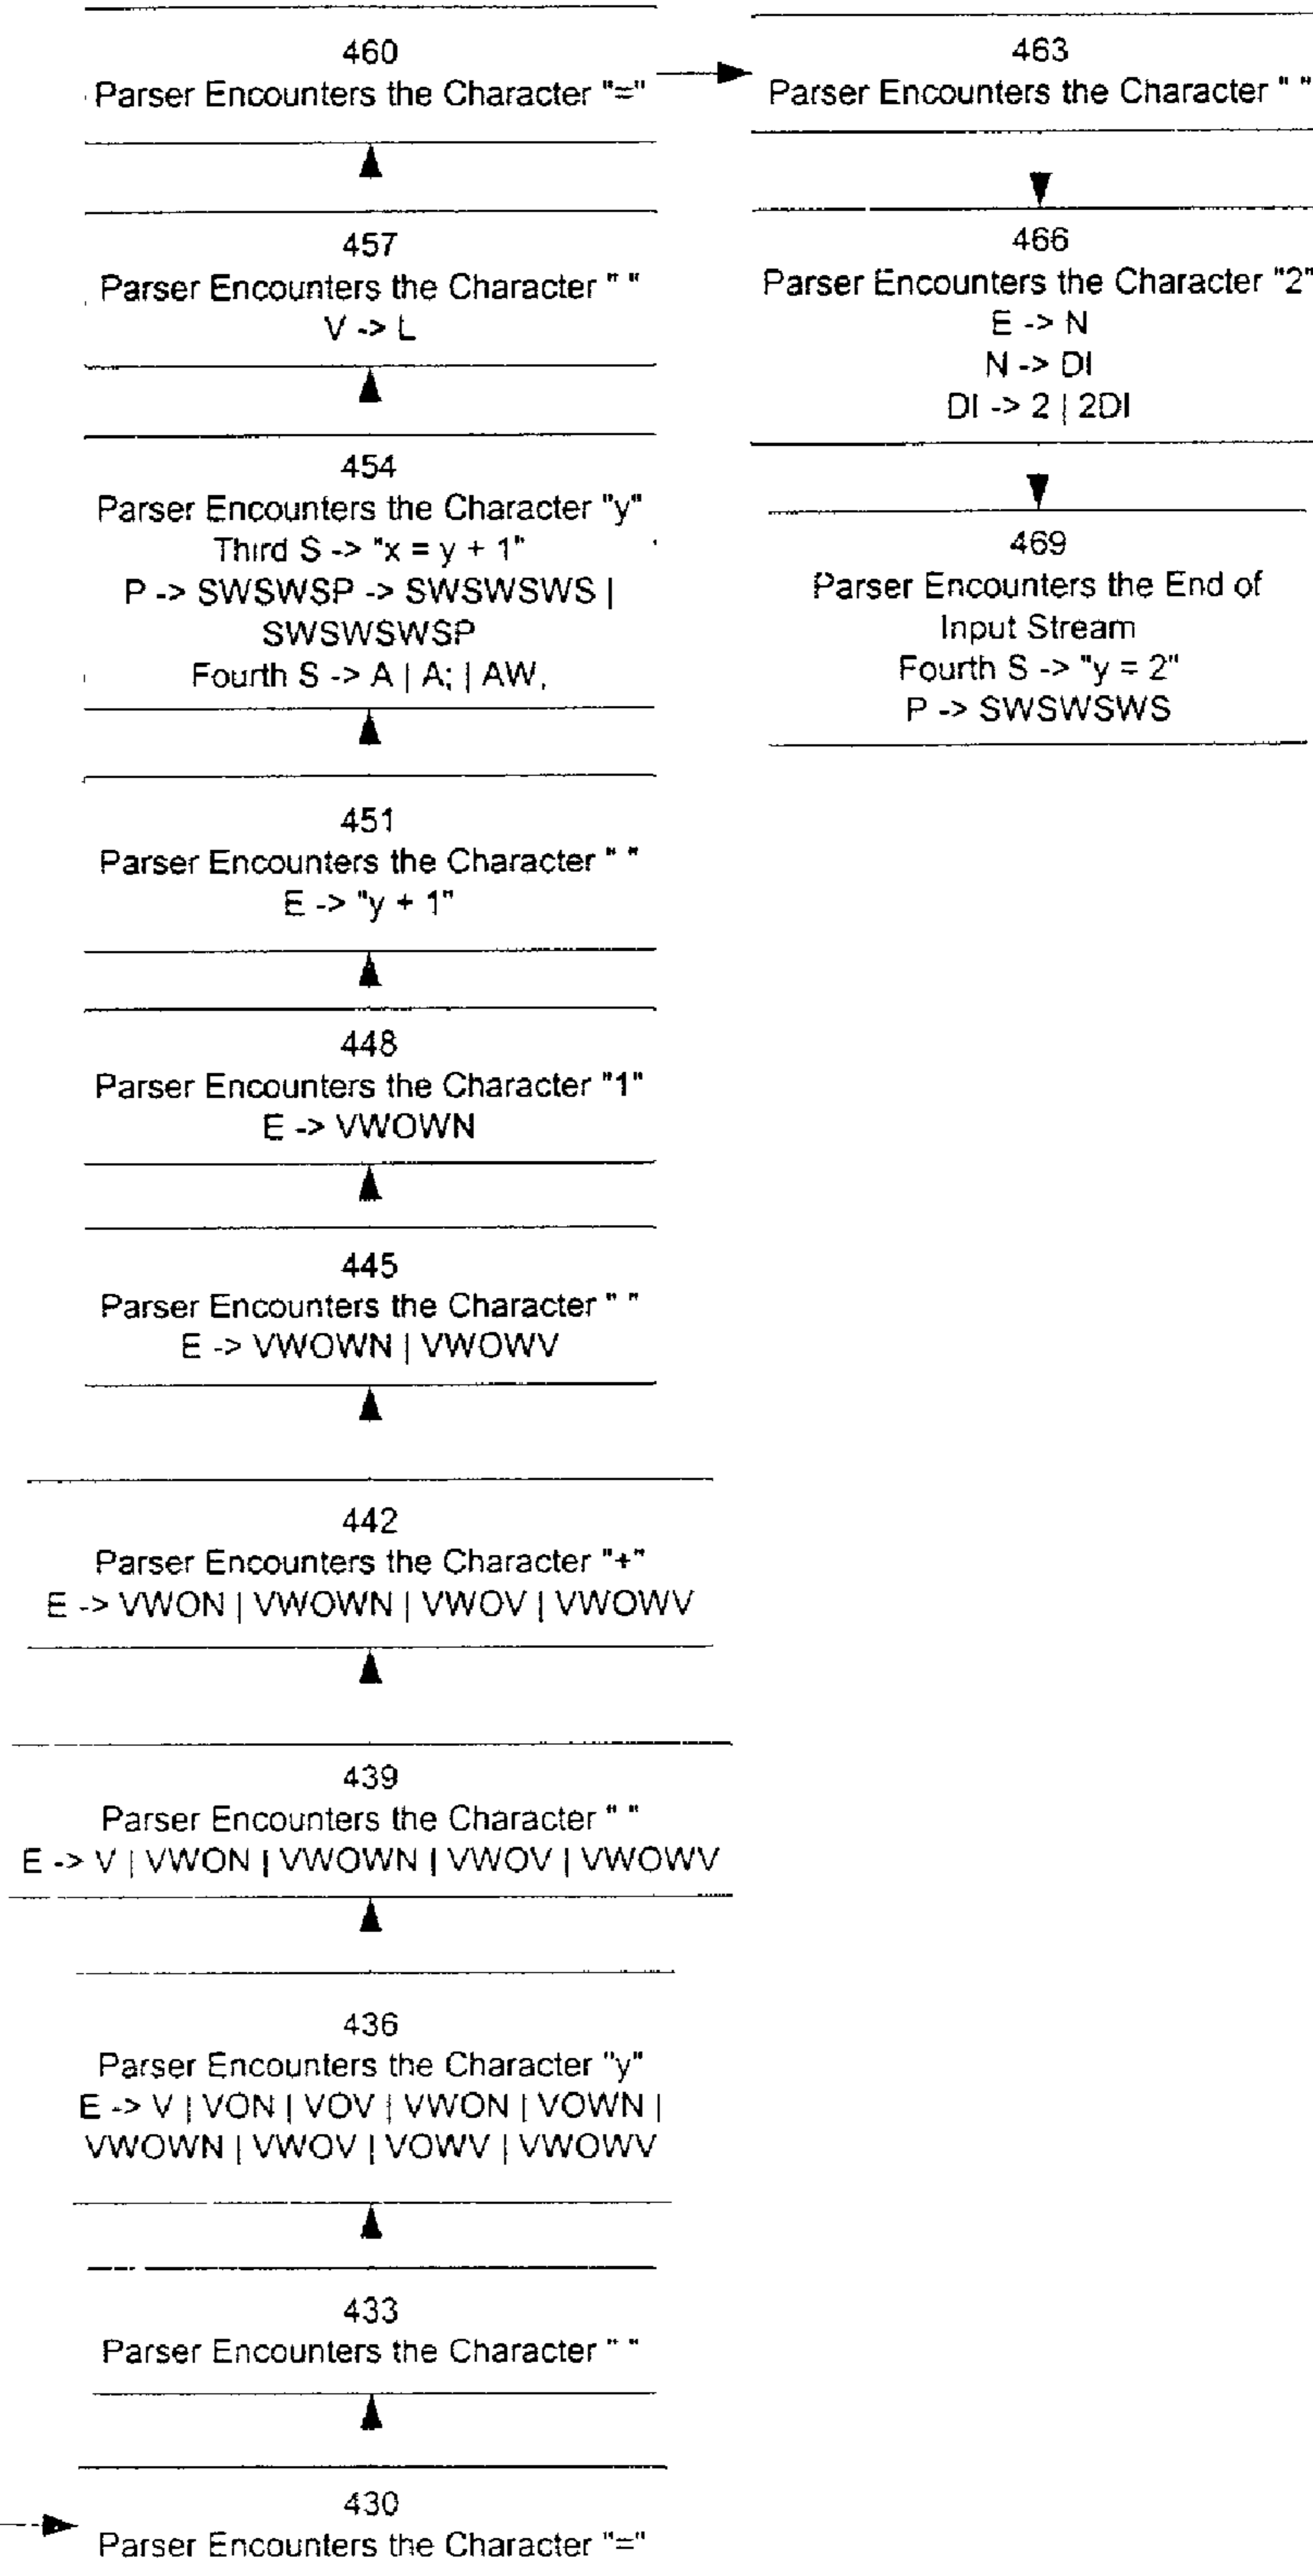 460
Parser Encounters the Character "="
457
Parser Encounters the Character " "
V -> L
454
Parser Encounters the Character "y"
Third S -> "x = y + 1"
P -> SWSWSP -> SWSWSWS |
SWSWSWSP
Fourth S -> A | A; | AW,
451
Parser Encounters the Character " "
E -> "y + 1"
448
Parser Encounters the Character "1"
E -> VWOWN
445
Parser Encounters the Character " "
E -> VWOWN | VWOWV
442
Parser Encounters the Character "+"
E -> VWON | VWOWN | VWOV | VWOWV
439
Parser Encounters the Character " "
E -> V | VWON | VWOWN | VWOV | VWOWV
436
Parser Encounters the Character "y"
E -> V | VON | VOV | VWON | VOWN |
VWOWN | VWOV | VOWV | VWOWV
433
Parser Encounters the Character " "
430
Parser Encounters the Character "="
463
Parser Encounters the Character " "
466
Parser Encounters the Character "2"
E -> N
N -> DI
DI -> 2 | 2DI
469
Parser Encounters the End of
Input Stream
Fourth S -> "y = 2"
P -> SWSWSWS